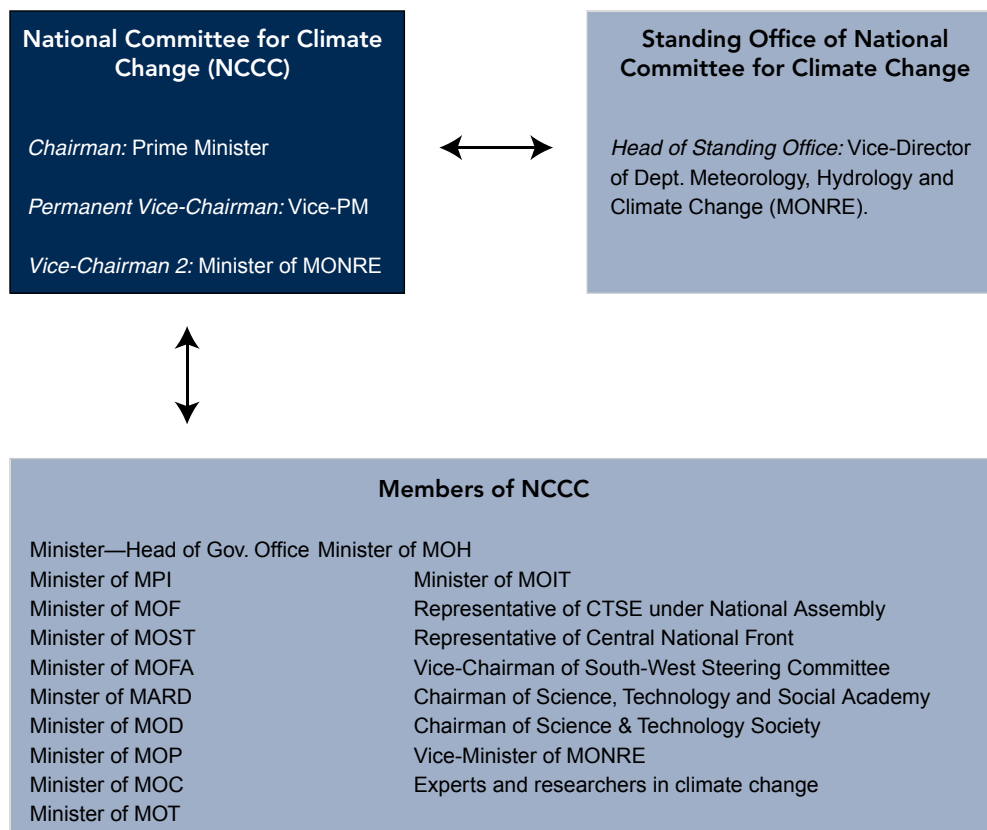 National Committee for Climate
Change (NCCC)
Chairman: Prime Minister
Permanent Vice-Chairman: Vice-PM
Vice-Chairman 2: Minister of MONRE
Standing Office of National
Committee for Climate Change
Head of Standing Office: Vice-Director
of Dept. Meteorology, Hydrology and
Climate Change (MONRE).
Members of NCCC
Minister—Head of Gov. Office Minister of MOH
Minister of MPI
Minister of MOF
Minister of MOST
Minister of MOFA
Minster of MARD
Minister of MOD
Minister of MOP
Minister of MOC
Minister of MOT
Minister of MOIT
Representative of CTSE under National Assembly
Representative of Central National Front
Vice-Chairman of South-West Steering Committee
Chairman of Science, Technology and Social Academy
Chairman of Science & Technology Society
Vice-Minister of MONRE
Experts and researchers in climate change